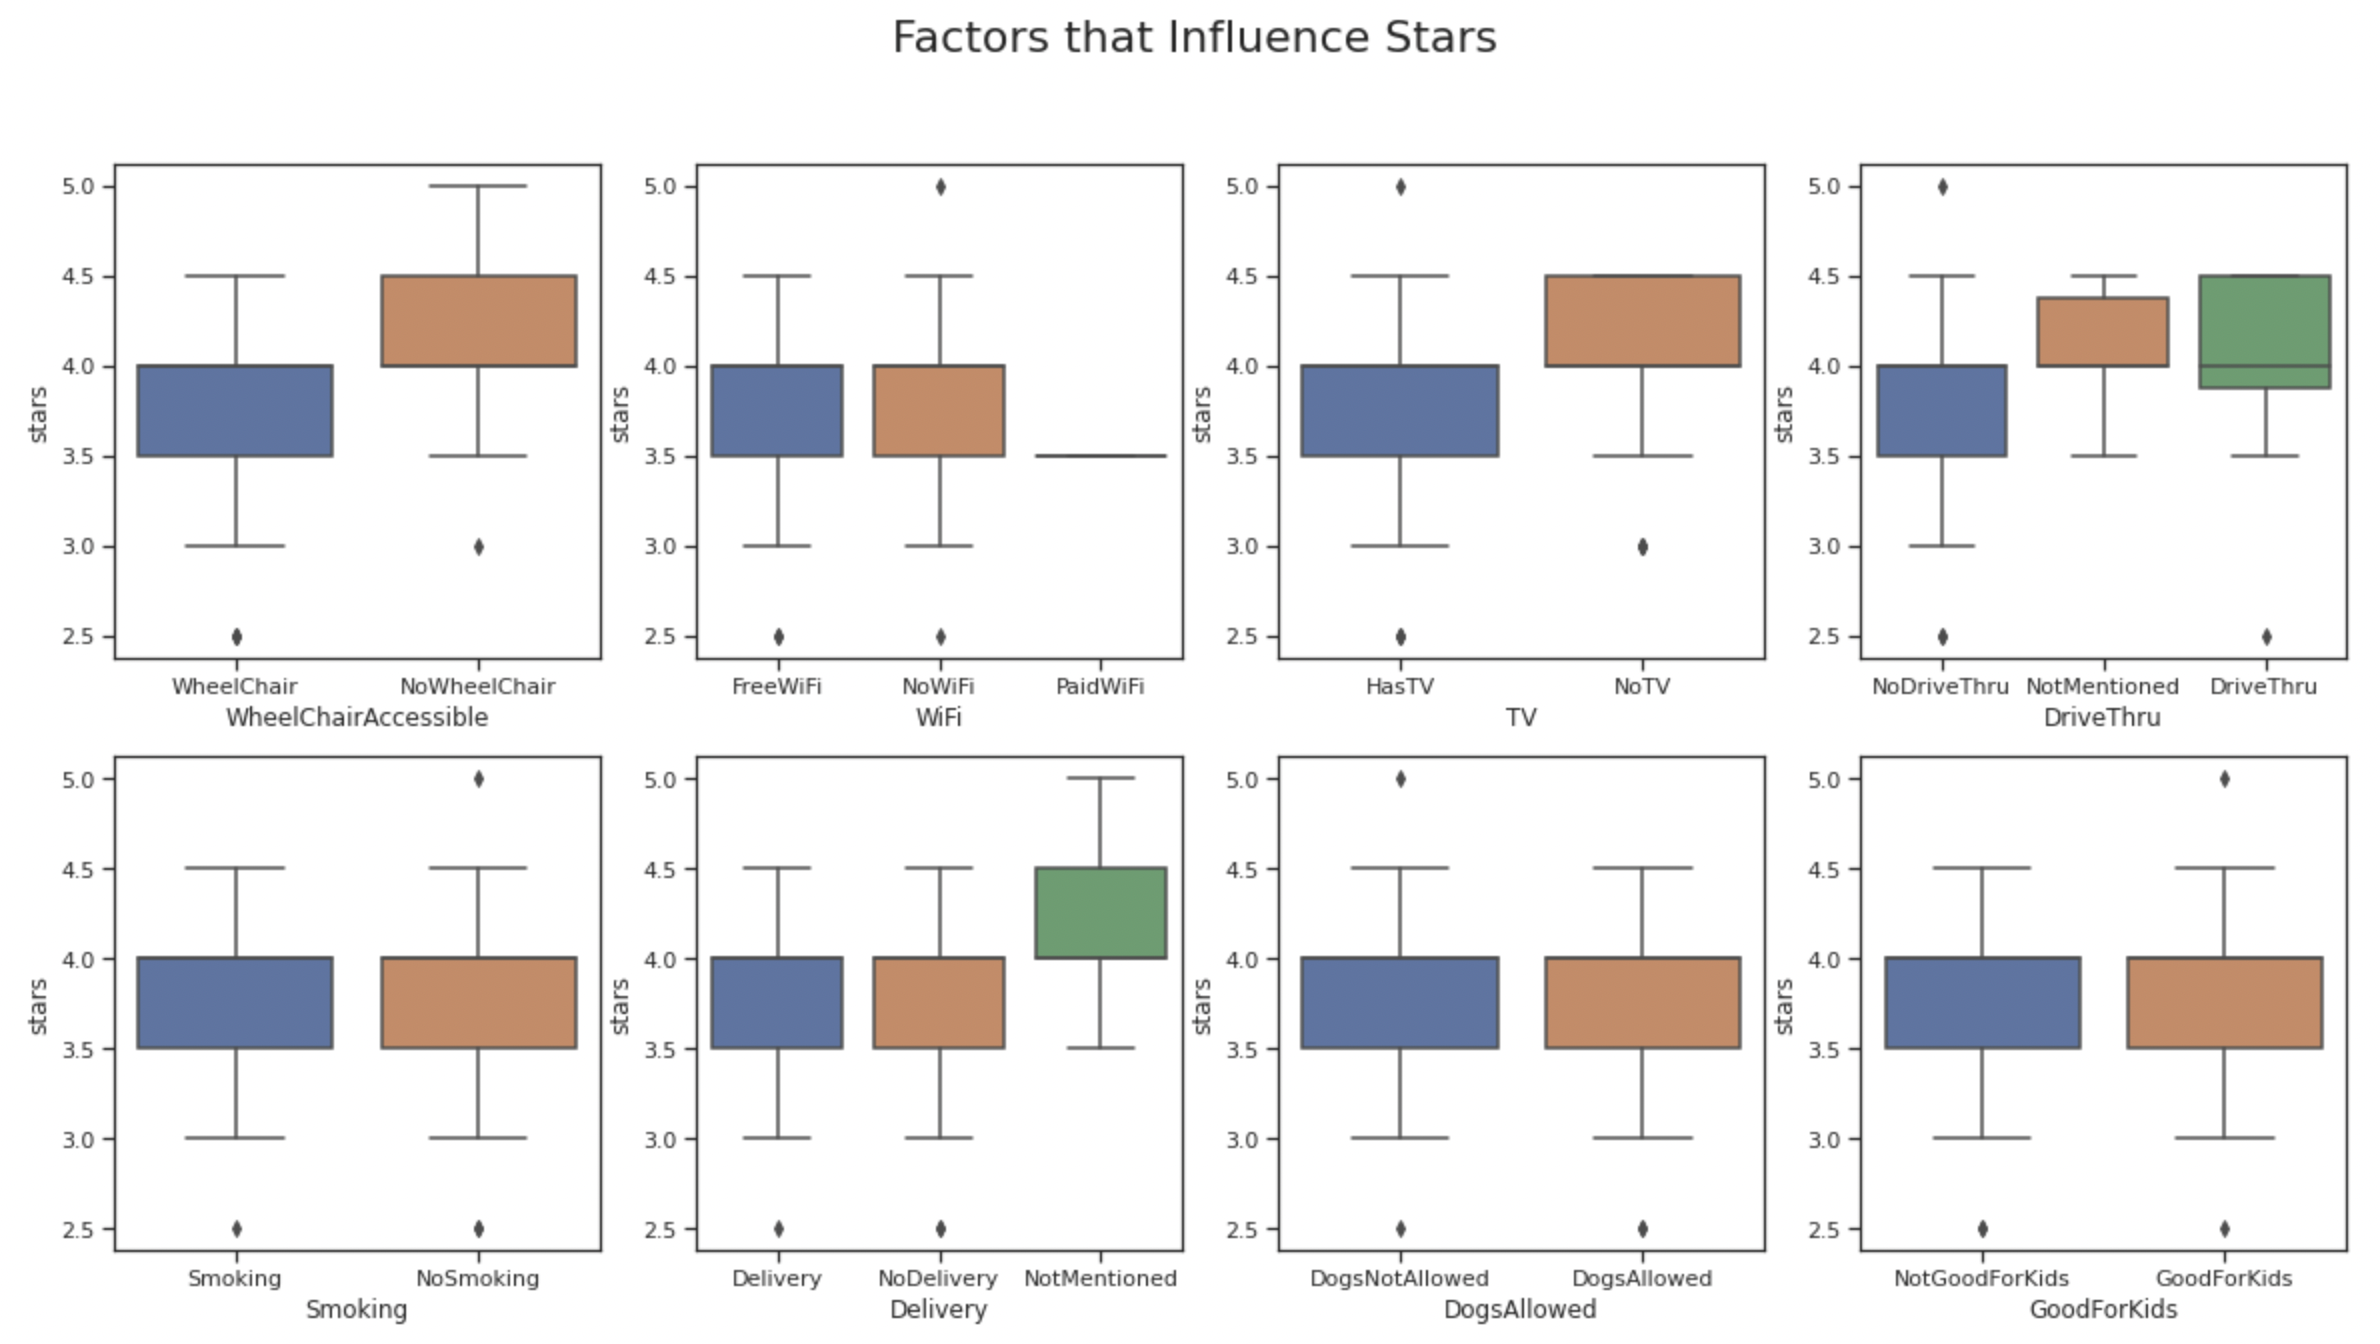 Factors that Influence Stars
5.0
4.5
4.0
3.5
3.0
2.5
stars
WheelChair NoWheelChair
WheelChairAccessible
5.0
4.5
4.0
3.5
3.0
2.5
stars
FreeWiFi NoWiFi PaidWiFi
WiFi
5.0
4.5
4.0
3.5
3.0
2.5
stars
HasTV NoTV
TV
5.0
4.5
4.0
3.5
3.0
2.5
stars
NoDriveThru NotMentioned DriveThru
DriveThru
5.0
4.5
4.0
3.5
3.0
2.5
stars
Smoking NoSmoking
Smoking
5.0
4.5
4.0
3.5
3.0
2.5
stars
Delivery NoDelivery NotMentioned
Delivery
5.0
4.5
4.0
3.5
3.0
2.5
stars
DogsNotAllowed DogsAllowed
DogsAllowed
5.0
4.5
4.0
3.5
3.0
2.5
stars
NotGoodForKids GoodForKids
GoodForKids